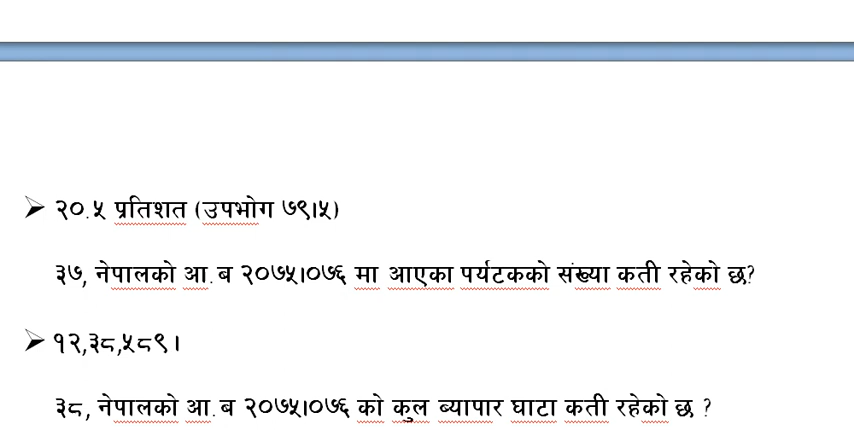 ➢ २०.५ प्रतिशत (उपभोग ७९।५)
३७, नेपालको आ.ब २०७५।०७६ मा आएका पर्यटकको संख्या कती रहेको छ?
➢ १२,३८,५८९ ।
३८, नेपालको आ.ब २०७५।०७६ को कुल ब्यापार घाटा कती रहेको छ ?